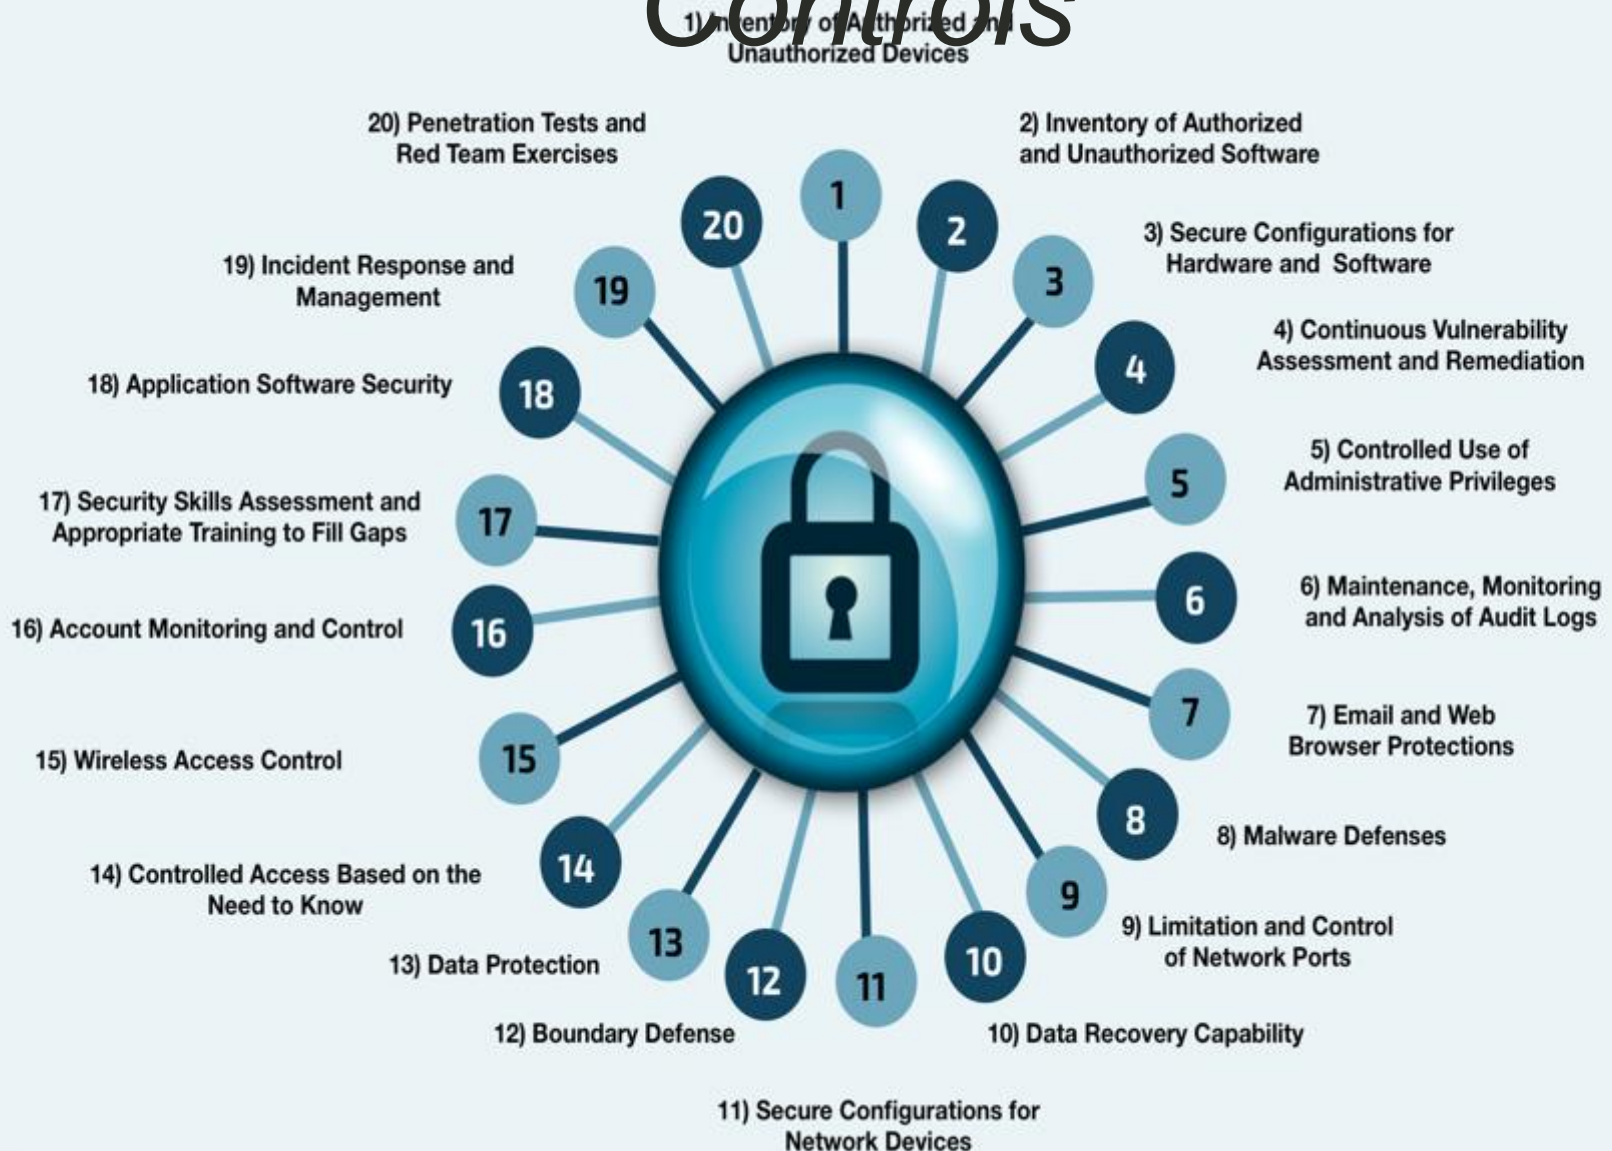 Controls
1) Inventory of Authorized and
Unauthorized Devices
20) Penetration Tests and
Red Team Exercises
2) Inventory of Authorized
and Unauthorized Software
3) Secure Configurations for
Hardware and Software
19) Incident Response and
Management
4) Continuous Vulnerability
Assessment and Remediation
18) Application Software Security
5) Controlled Use of
Administrative Privileges
17) Security Skills Assessment and
Appropriate Training to Fill Gaps
6) Maintenance, Monitoring
and Analysis of Audit Logs
16) Account Monitoring and Control
7) Email and Web
Browser Protections
15) Wireless Access Control
8) Malware Defenses
14) Controlled Access Based on the
Need to Know
9) Limitation and Control
of Network Ports
13) Data Protection
12) Boundary Defense
10) Data Recovery Capability
11) Secure Configurations for
Network Devices
1
2
3
4
5
6
7
8
9
10
11
12
13
14
15
16
17
18
19
20